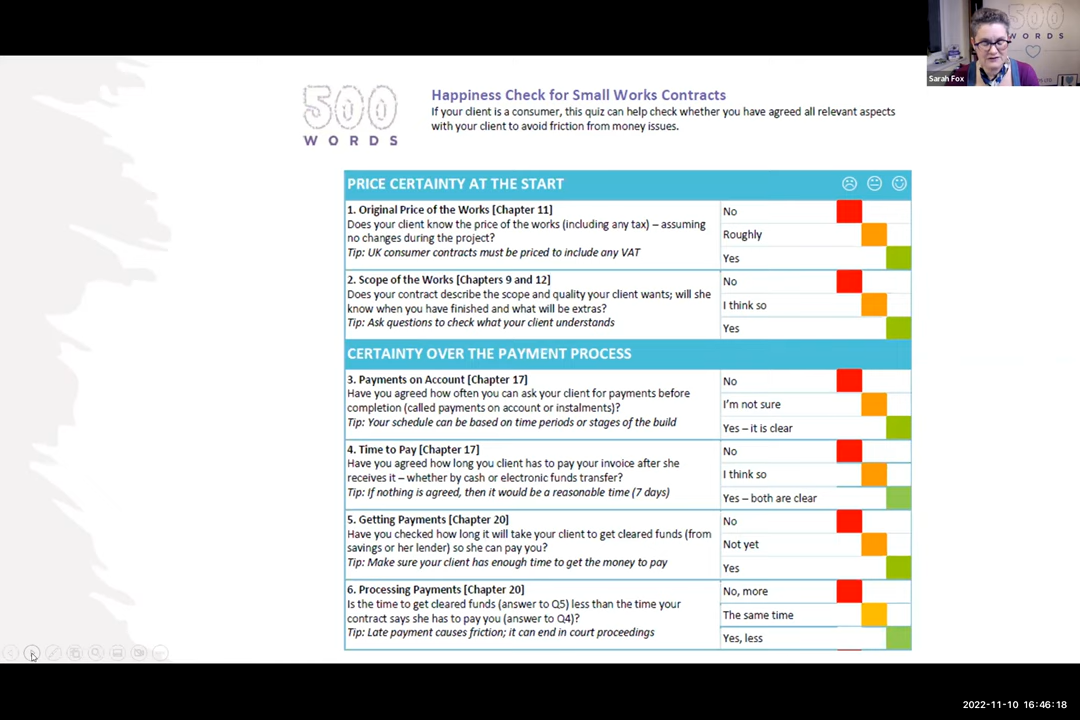 500
WORDS
Sarah Fox
500
WORDS
Happiness Check for Small Works Contracts
If your client is a consumer, this quiz can help check whether you have agreed all relevant aspects
with your client to avoid friction from money issues.
PRICE CERTAINTY AT THE START
1. Original Price of the Works [Chapter 11]
Does your client know the price of the works (including any tax) – assuming
no changes during the project?
Tip: UK consumer contracts must be priced to include any VAT
No
Roughly
Yes
2. Scope of the Works [Chapters 9 and 12]
Does your contract describe the scope and quality your client wants; will she
know when you have finished and what will be extras?
Tip: Ask questions to check what your client understands
No
I think so
Yes
CERTAINTY OVER THE PAYMENT PROCESS
3. Payments on Account [Chapter 17]
Have you agreed how often you can ask your client for payments before
completion (called payments on account or instalments)?
Tip: Your schedule can be based on time periods or stages of the build
No
I'm not sure
Yes – it is clear
4. Time to Pay [Chapter 17]
Have you agreed how long you client has to pay your invoice after she
receives it – whether by cash or electronic funds transfer?
Tip: If nothing is agreed, then it would be a reasonable time (7 days)
No
I think so
Yes – both are clear
5. Getting Payments [Chapter 20]
Have you checked how long it will take your client to get cleared funds (from
savings or her lender) so she can pay you?
Tip: Make sure your client has enough time to get the money to pay
No
Not yet
Yes
6. Processing Payments [Chapter 20]
Is the time to get cleared funds (answer to Q5) less than the time your
contract says she has to pay you (answer to Q4)?
Tip: Late payment causes friction; it can end in court proceedings
No, more
The same time
Yes, less
2022-11-10 16:46:18